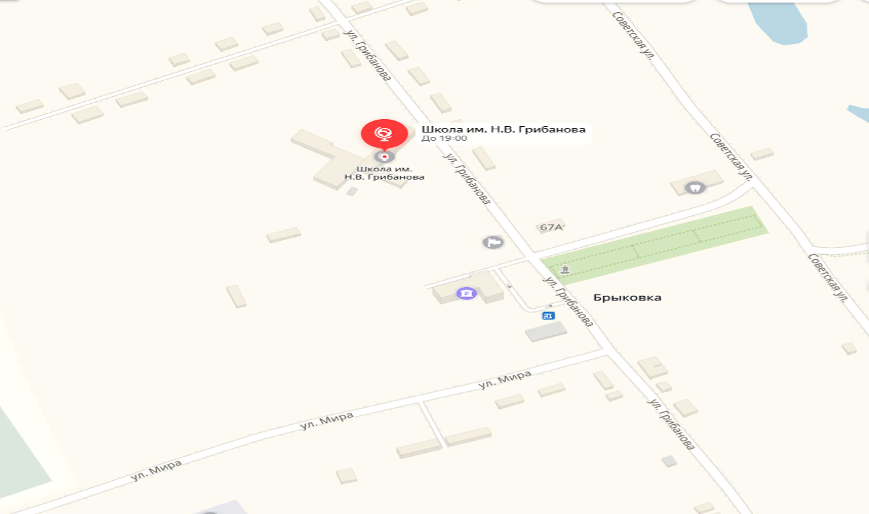 Советская ул.
ул. Грибанова
Школа им. Н.В. Грибанова
До 19:00
Школа им.
Н.В. Грибанова
ул. Грибанова
Советская ул.
67А
Советская ул.
ул. Грибанова
Брыковка
ул. Мира
ул. Мира
ул. Грибанова
ул. Мира